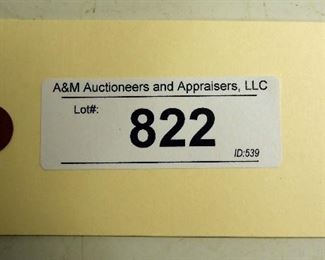 A&M Auctioneers and Appraisers, LLC
Lot#:
822
ID:539